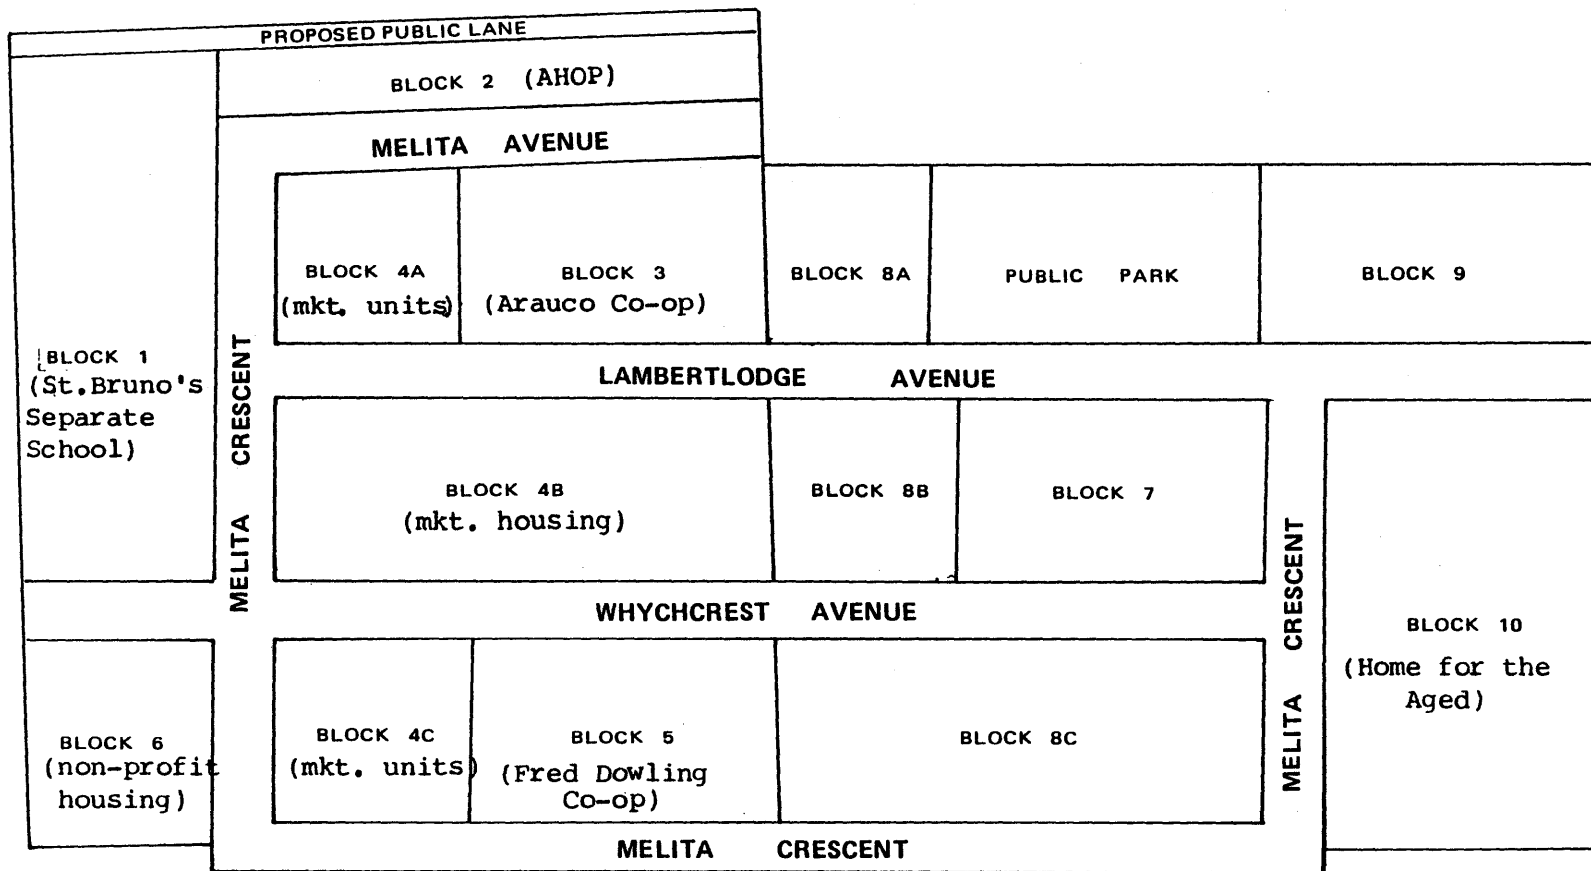 PROPOSED PUBLIC LANE
BLOCK 2 (AHOP)
MELITA AVENUE
BLOCK 4A
(mkt. units)
BLOCK 3
(Arauco Co-op)
BLOCK 8A
PUBLIC PARK
BLOCK 9
BLOCK 1
(St.Bruno's
Separate
School)
MELITA CRESCENT
LAMBERTLODGE AVENUE
BLOCK 4B
(mkt. housing)
BLOCK 8B
BLOCK 7
WHYCHCREST AVENUE
MELITA CRESCENT
BLOCK 10
(Home for the
Aged)
BLOCK 6
(non-profit
housing)
BLOCK 4C
(mkt. units)
BLOCK 5
(Fred Dowling
Co-op)
BLOCK 8C
MELITA CRESCENT